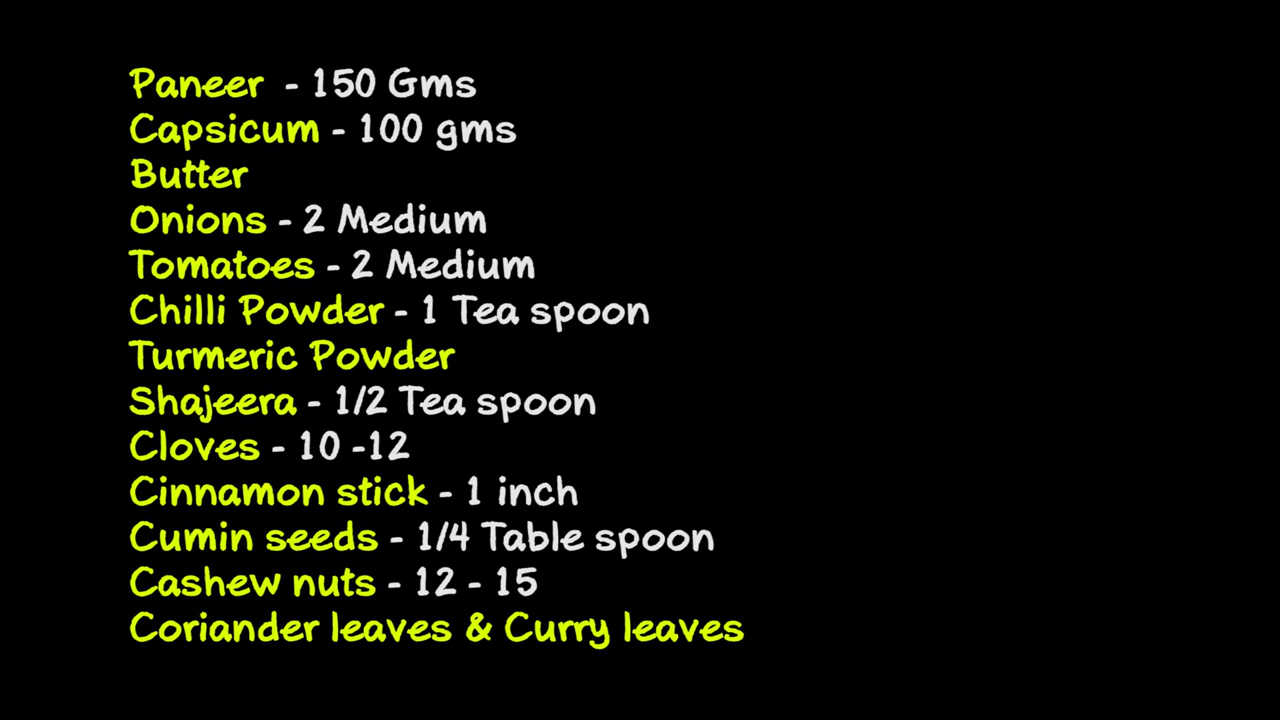 Paneer - 150 Gms
Capsicum - 100 gms
Butter
Onions - 2 Medium
Tomatoes - 2 Medium
Chilli Powder - 1 Tea spoon
Turmeric Powder
Shajeera - 1/2 Tea spoon
Cloves - 10 -12
Cinnamon stick - 1 inch
Cumin seeds - 1/4 Table spoon
Cashew nuts - 12 - 15
Coriander leaves & Curry leaves